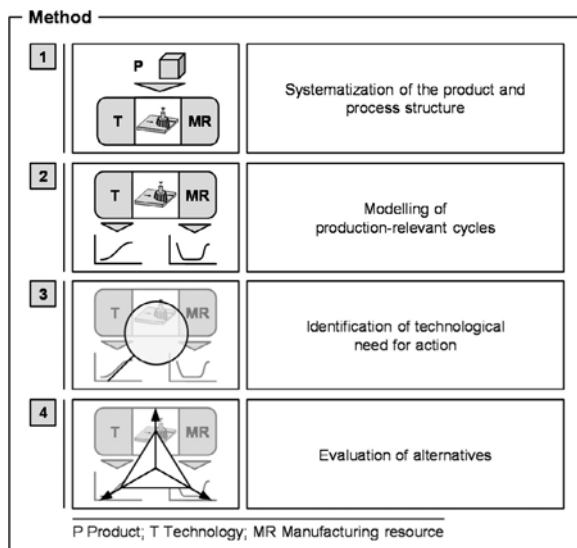 Method
1
P
T
MR
Systematization of the product and
process structure
2
T
MR
Modelling of
production-relevant cycles
3
T
MR
Identification of technological
need for action
4
T
MR
Evaluation of alternatives
P Product; T Technology; MR Manufacturing resource